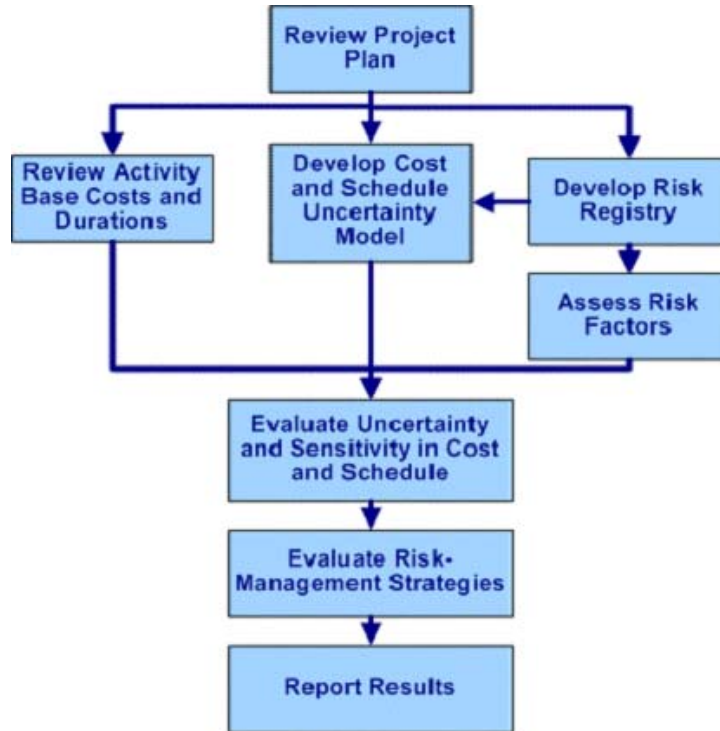 Review Project
Plan
Review Activity
Base Costs and
Durations
Develop Cost
and Schedule
Uncertainty
Model
Develop Risk
Registry
Assess Risk
Factors
Evaluate Uncertainty
and Sensitivity in Cost
and Schedule
Evaluate Risk-
Management Strategies
Report Results